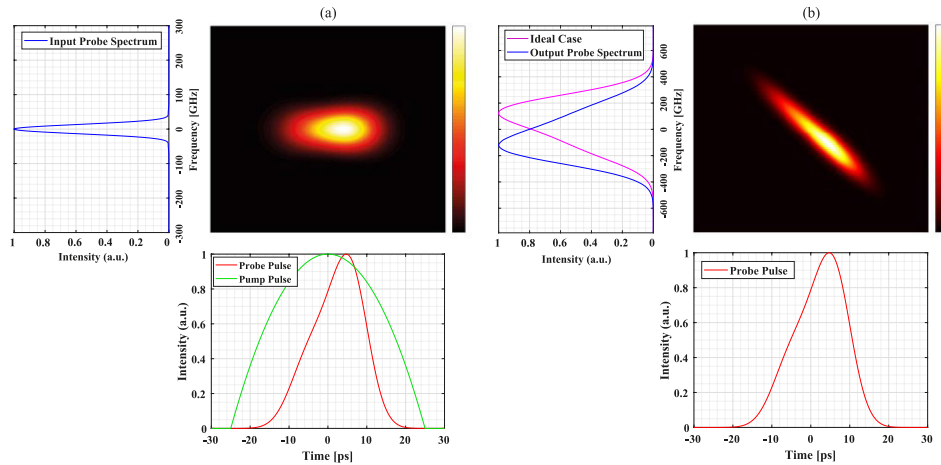 (a)
Input Probe Spectrum
300
200
100
0
-100
-200
-300
Frequency [GHz]
1 0.8 0.6 0.4 0.2 0
Intensity (a.u.)
Probe Pulse
Pump Pulse
1
0.8
0.6
0.4
0.2
0
Intensity (a.u.)
-30 -20 -10 0 10 20 30
Time [ps]
(b)
Ideal Case
Output Probe Spectrum
600
400
200
0
-200
-400
-600
Frequency [GHz]
1 0.8 0.6 0.4 0.2 0
Intensity (a.u.)
Probe Pulse
1
0.8
0.6
0.4
0.2
0
Intensity (a.u.)
-30 -20 -10 0 10 20 30
Time [ps]